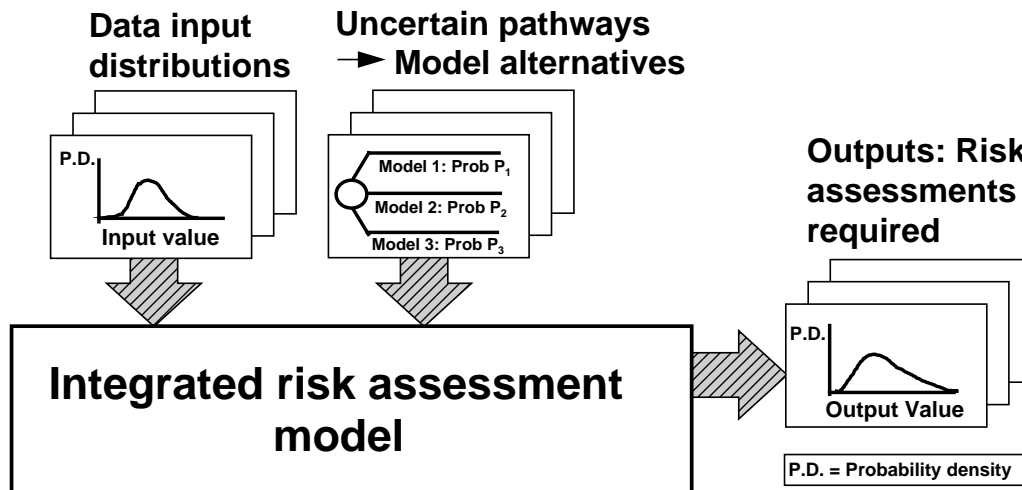 Data input
distributions
Uncertain pathways
Model alternatives
P.D.
Input value
Model 1: Prob P1
Model 2: Prob P2
Model 3: Prob P3
Outputs: Risk
assessments
required
P.D.
Output Value
Integrated risk assessment
model
P.D. = Probability density